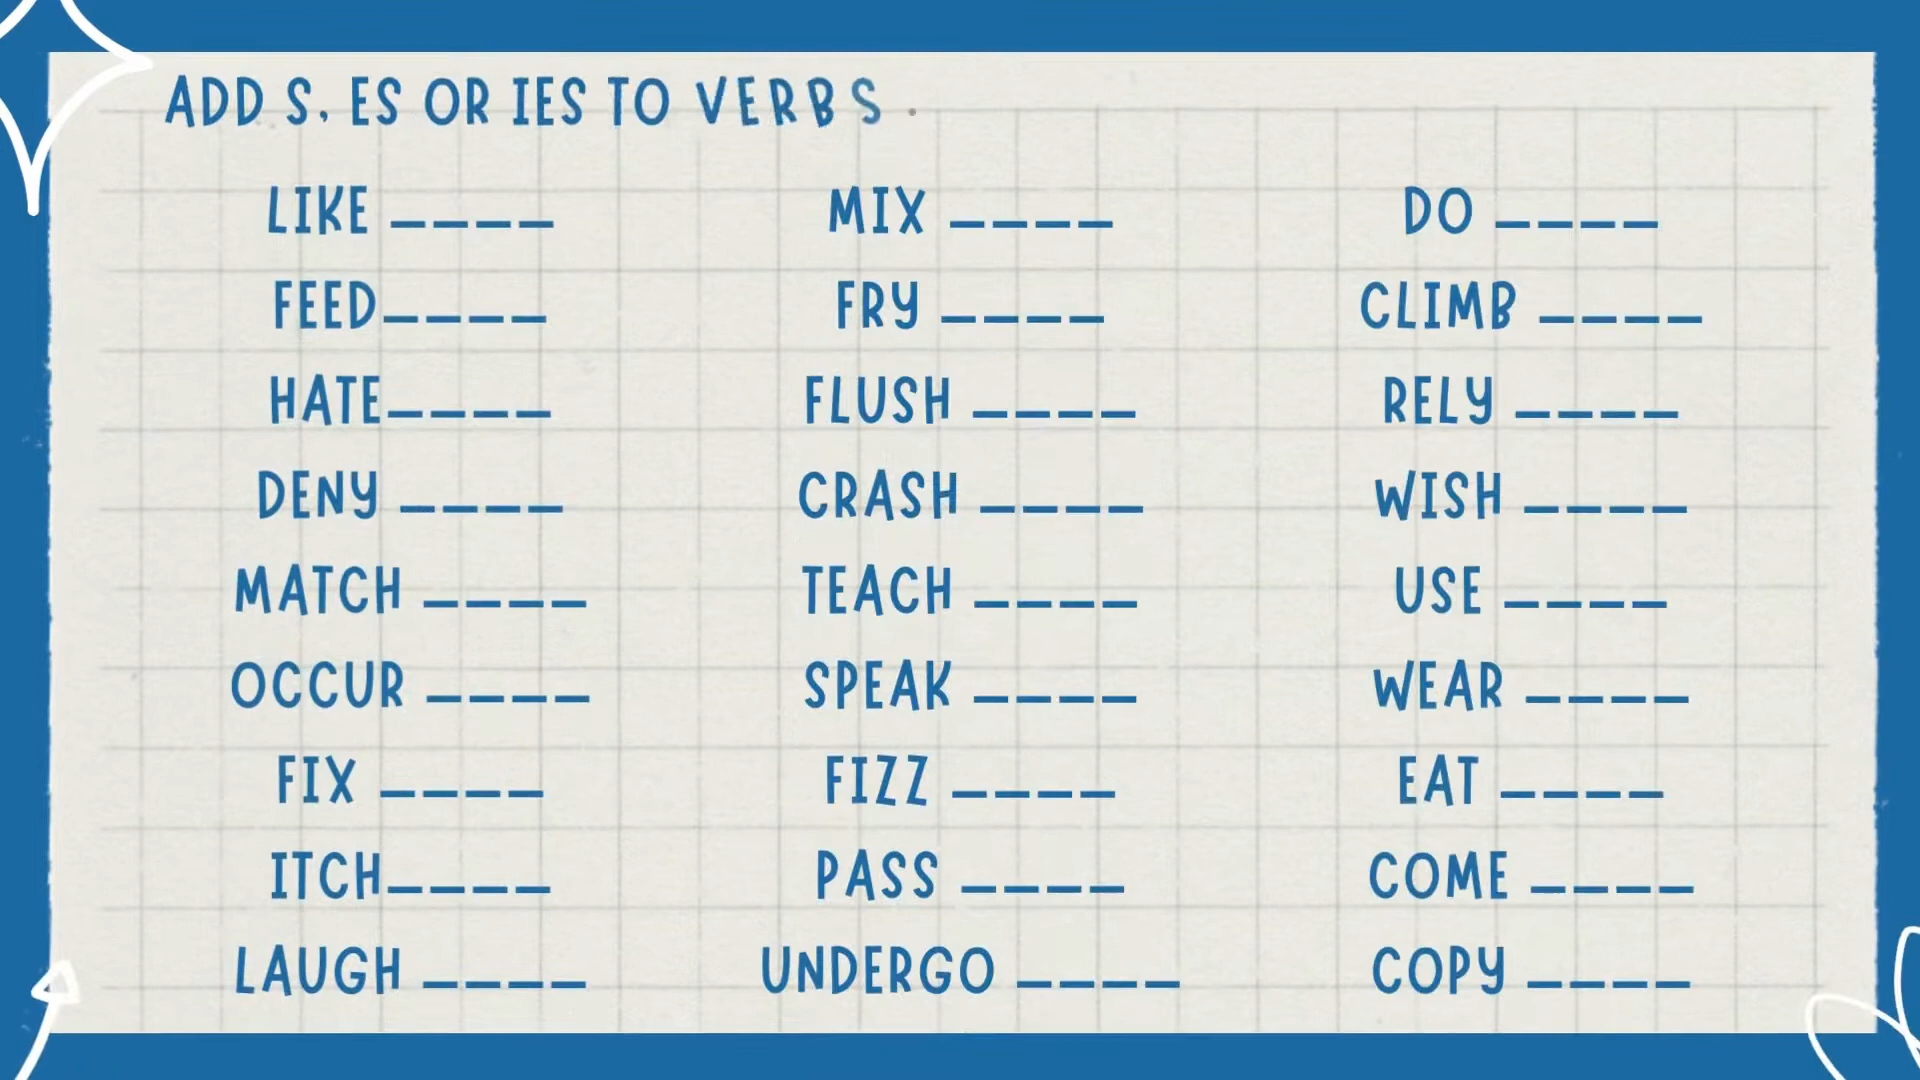 ADD S, ES OR IES TO VERBS.
LIKE ____ MIX ____ DO ____
FEED____ FRY ____ CLIMB ____
HATE____ FLUSH ____ RELY ____
DENY ____ CRASH ____ WISH ____
MATCH ____ TEACH ____ USE ____
OCCUR ____ SPEAK ____ WEAR ____
FIX ____ FIZZ ____ EAT ____
ITCH____ PASS ____ COME ____
LAUGH ____ UNDERGO ____ COPY ____